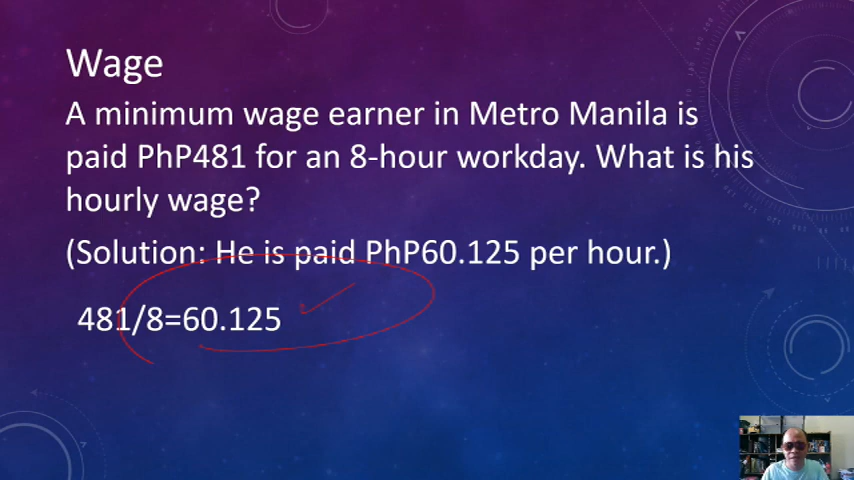 Wage
A minimum wage earner in Metro Manila is
paid PhP481 for an 8-hour workday. What is his
hourly wage?
(Solution: He is paid PhP60.125 per hour.)
481/8=60.125